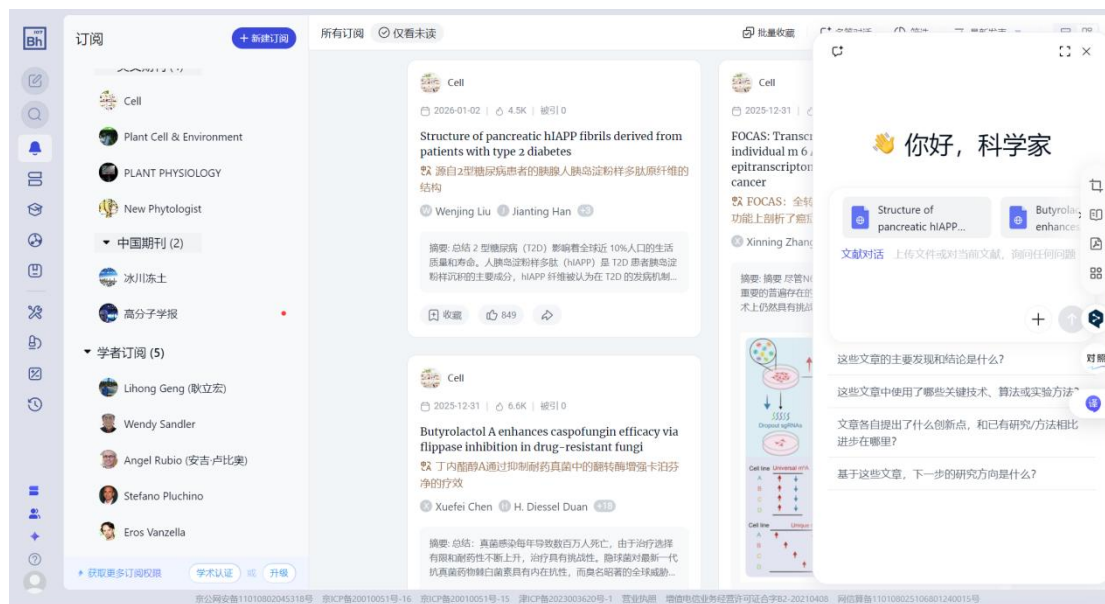 Bh
订阅
+ 新建订阅
Cell
Plant Cell & Environment
PLANT PHYSIOLOGY
New Phytologist
中国期刊 (2)
冰川冻土
高分子学报
学者订阅 (5)
Lihong Geng (耿立宏)
Wendy Sandler
Angel Rubio (安吉·卢比奥)
Stefano Pluchino
Eros Vanzella
获取更多订阅权限
学术认证 或 升级
所有订阅
仅看未读
批量收藏
Cell
2026-01-02 | 4.5K | 被引 0
Structure of pancreatic hIAPP fibrils derived from
patients with type 2 diabetes
源自2型糖尿病患者的胰腺人胰岛淀粉样多肽原纤维的
结构
Wenjing Liu Jianting Han +3
摘要: 总结 2 型糖尿病（T2D）影响着全球近 10%人口的生活
质量和寿命。人胰岛淀粉样多肽（hIAPP）是 T2D 患者胰岛淀
粉样沉积的主要成分，hIAPP 纤维被认为在 T2D 的发病机制...
收藏
849
Cell
2025-12-31 | 6.6K | 被引 0
Butyrolactol A enhances caspofungin efficacy via
flippase inhibition in drug-resistant fungi
丁内酯醇A通过抑制耐药真菌中的翻转酶增强卡泊芬
净的疗效
Xuefei Chen H. Diessel Duan +18
摘要: 总结：真菌感染每年导致数百万人死亡，由于治疗选择
有限和耐药性不断上升，治疗具有挑战性。隐球菌对最新一代
抗真菌药物棘白菌素具有内在抗性，而臭名昭著的全球威胁...
Cell
2025-12-31
FOCAS: Transcr
individual m 6
epitranscripton
cancer
FOCAS：全转
功能上剖析了癌症
Xinning Zhang
摘要: 摘要 尽管N
重要的普遍存在的
术上仍然具有挑战
Dropout sgRNAs
Cell line Universal m⁶A
A
B
C
D
Cell line Unique
A
B
C
D
你好，科学家
Structure of
pancreatic hIAPP...
Butyrolac
enhances
文献对话 上传文件或对当前文献，询问任何问题
这些文章的主要发现和结论是什么？
这些文章中使用了哪些关键技术、算法或实验方法？
文章各自提出了什么创新点，和已有研究/方法相比
进步在哪里？
基于这些文章，下一步的研究方向是什么？
对照
译
京公网安备11010802045318号 京ICP备20010051号-16 京ICP备20010051号-15 津ICP备2023003620号-1 营业执照 增值电信业务经营许可证合字B2-20210408 网信算备110108025106801240015号